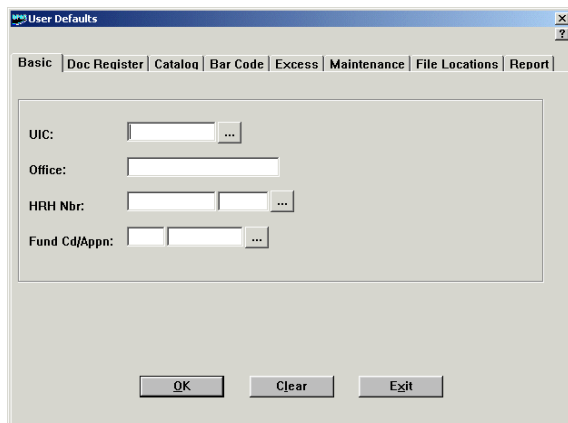 User Defaults
Basic Doc Register Catalog Bar Code Excess Maintenance File Locations Report
UIC: ...
Office:
HRH Nbr: ...
Fund Cd/Appn: ...
OK Clear Exit